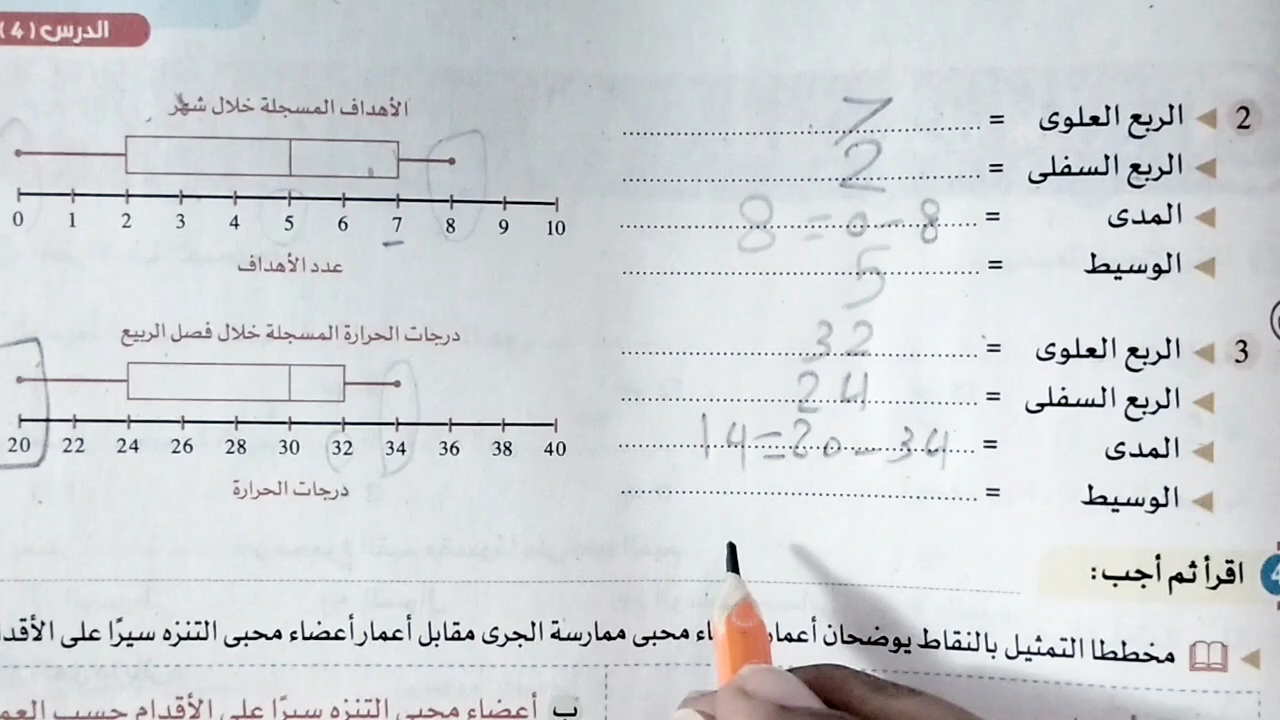 الدرس (4)
2 الربع العلوى = 7
الربع السفلى = 2
المدى = 8 - 0 = 8
الوسيط = 5
الأهداف المسجلة خلال شهر
0 1 2 3 4 5 6 7 8 9 10
عدد الأهداف
3 الربع العلوى = 32
الربع السفلى = 24
المدى = 34 - 20 = 14
الوسيط =
درجات الحرارة المسجلة خلال فصل الربيع
20 22 24 26 28 30 32 34 36 38 40
درجات الحرارة
4 اقرأ ثم أجب:
مخططا التمثيل بالنقاط يوضحان محبى ممارسة الجرى مقابل أعمار أعضاء محبى التنزه سيرًا على
ب أعضاء محبى التنزه سيرًا على الأقدام حسب